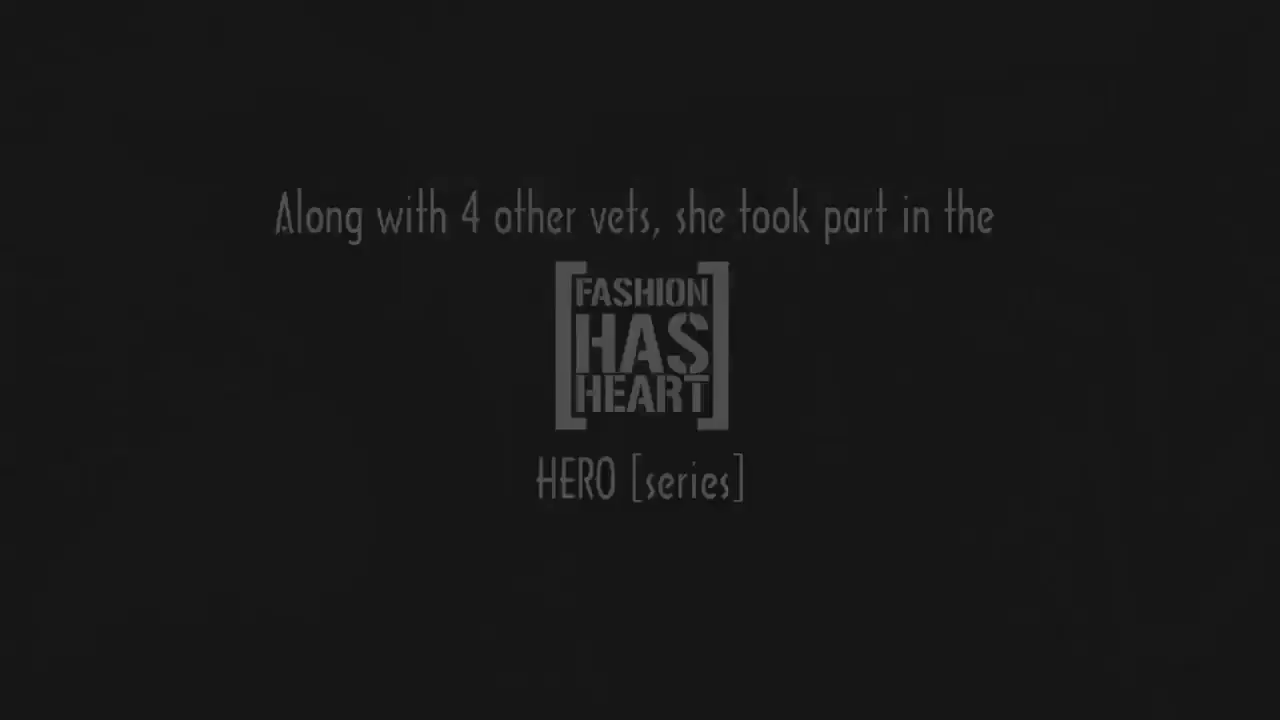 Along with 4 other vets, she took part in the
[FASHION
HAS
HEART]
HERO [series]